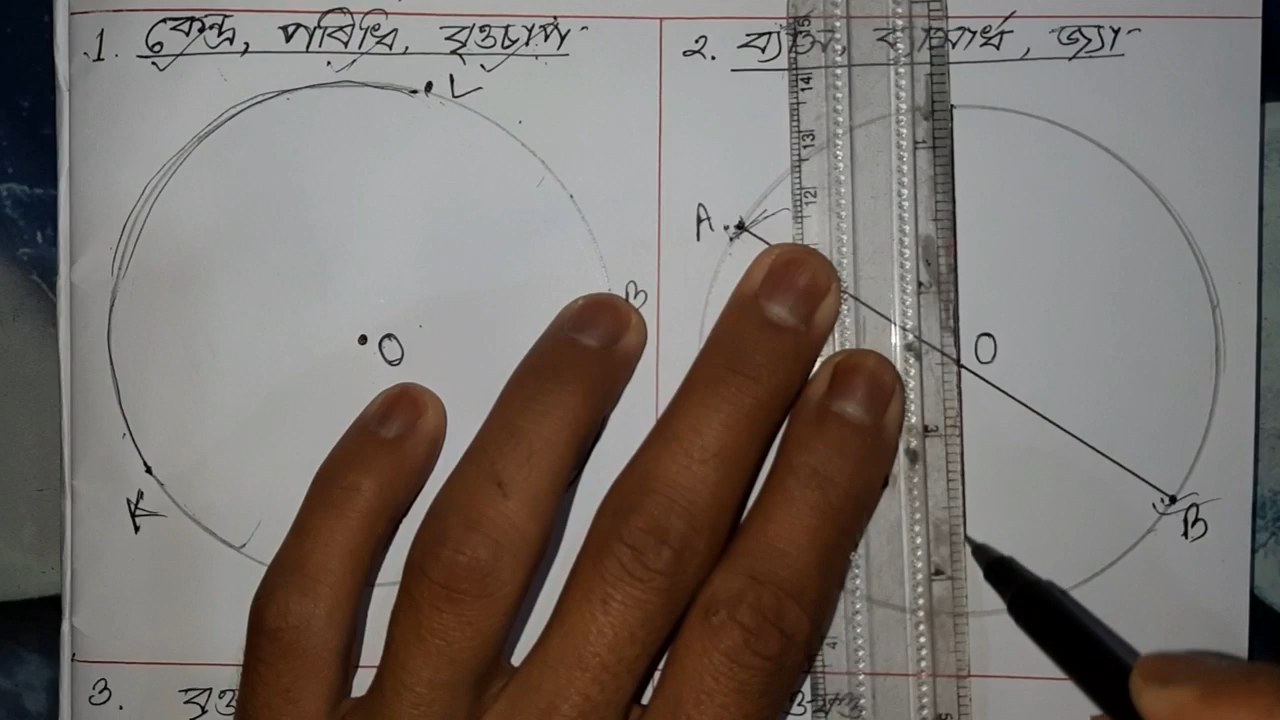 1. কেন্দ্র, পরিধি, বৃত্তচাপ
2. ব্যাস, ব্যাসার্ধ, জ্যা
L
A
B
O
O
K
B
3.